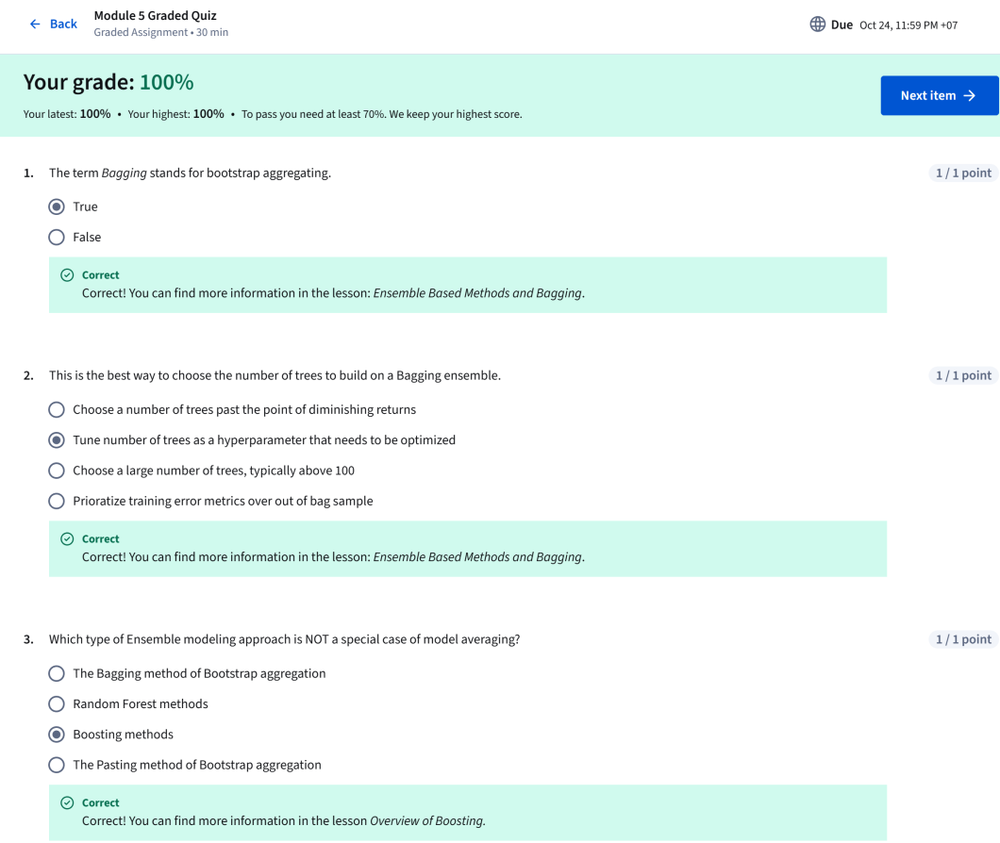 Back
Module 5 Graded Quiz
Graded Assignment • 30 min
Due Oct 24, 11:59 PM +07
Your grade: 100%
Your latest: 100% • Your highest: 100% • To pass you need at least 70%. We keep your highest score.
Next item
1. The term Bagging stands for bootstrap aggregating.
1 / 1 point
True
False
Correct
Correct! You can find more information in the lesson: Ensemble Based Methods and Bagging.
2. This is the best way to choose the number of trees to build on a Bagging ensemble.
1 / 1 point
Choose a number of trees past the point of diminishing returns
Tune number of trees as a hyperparameter that needs to be optimized
Choose a large number of trees, typically above 100
Prioratize training error metrics over out of bag sample
Correct
Correct! You can find more information in the lesson: Ensemble Based Methods and Bagging.
3. Which type of Ensemble modeling approach is NOT a special case of model averaging?
1 / 1 point
The Bagging method of Bootstrap aggregation
Random Forest methods
Boosting methods
The Pasting method of Bootstrap aggregation
Correct
Correct! You can find more information in the lesson Overview of Boosting.